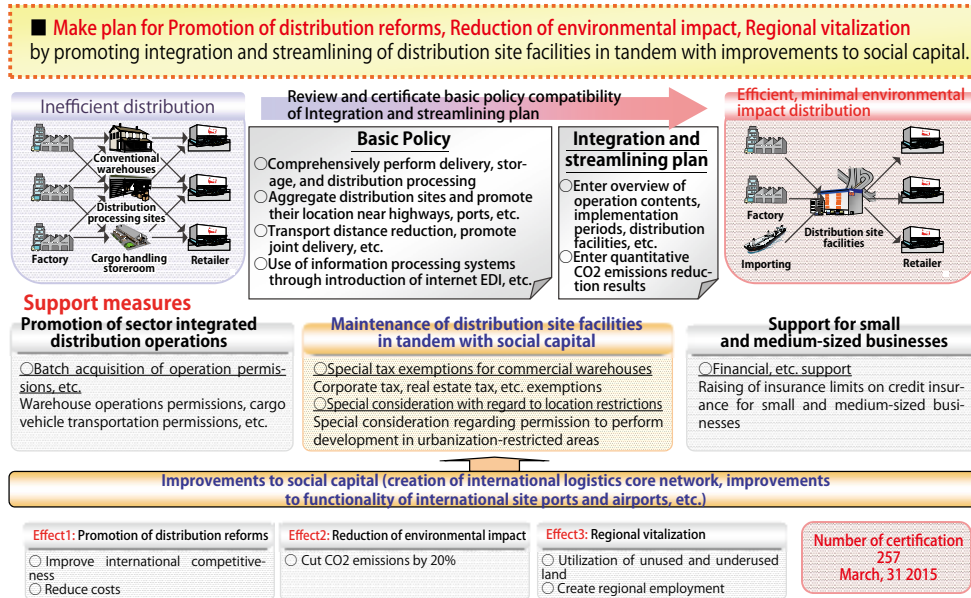 ■ Make plan for Promotion of distribution reforms, Reduction of environmental impact, Regional vitalization
by promoting integration and streamlining of distribution site facilities in tandem with improvements to social capital.
Inefficient distribution
Conventional
warehouses
Distribution
processing sites
Factory
Cargo handling
storeroom
Retailer
Review and certificate basic policy compatibility
of Integration and streamlining plan
Basic Policy
○Comprehensively perform delivery, stor-
age, and distribution processing
○Aggregate distribution sites and promote
their location near highways, ports, etc.
○Transport distance reduction, promote
joint delivery, etc.
○Use of information processing systems
through introduction of internet EDI, etc.
Integration and
streamlining plan
○Enter overview of
operation contents,
implementation
periods, distribution
facilities, etc.
○Enter quantitative
CO2 emissions reduc-
tion results
Efficient, minimal environmental
impact distribution
Factory
Distribution site
facilities
Importing
Retailer
Support measures
Promotion of sector integrated
distribution operations
○Batch acquisition of operation permis-
sions, etc.
Warehouse operations permissions, cargo
vehicle transportation permissions, etc.
Maintenance of distribution site facilities
in tandem with social capital
○Special tax exemptions for commercial warehouses
Corporate tax, real estate tax, etc. exemptions
○Special consideration with regard to location restrictions
Special consideration regarding permission to perform
development in urbanization-restricted areas
Support for small
and medium-sized businesses
○Financial, etc. support
Raising of insurance limits on credit insur-
ance for small and medium-sized busi-
nesses
Improvements to social capital (creation of international logistics core network, improvements
to functionality of international site ports and airports, etc.)
Effect1: Promotion of distribution reforms
○ Improve international competitive-
ness
○ Reduce costs
Effect2: Reduction of environmental impact
○ Cut CO2 emissions by 20%
Effect3: Regional vitalization
○ Utilization of unused and underused
land
○ Create regional employment
Number of certification
257
March, 31 2015